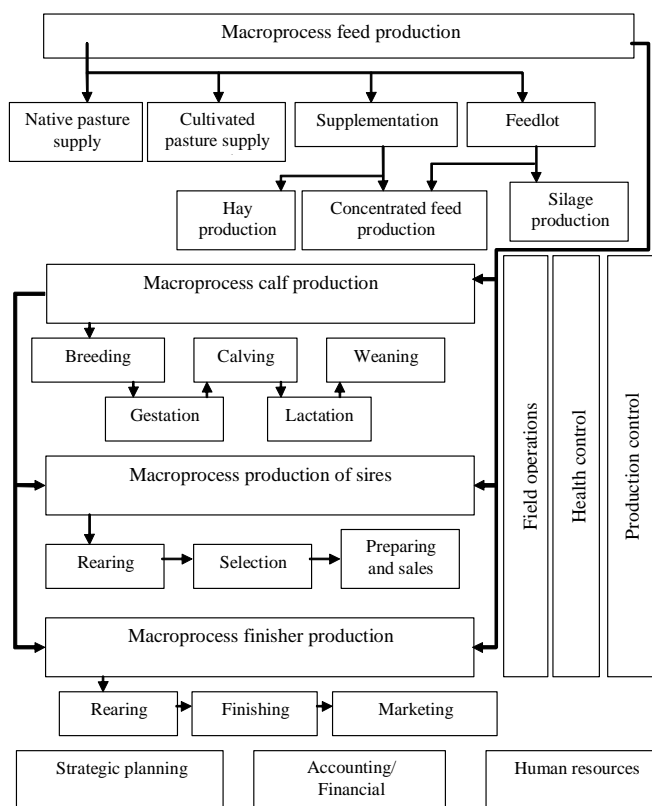 Macroprocess feed production
Native pasture
supply
Cultivated
pasture supply
Supplementation
Feedlot
Hay
production
Concentrated feed
production
Silage
production
Macroprocess calf production
Breeding
Calving
Weaning
Gestation
Lactation
Macroprocess production of sires
Rearing
Selection
Preparing
and sales
Macroprocess finisher production
Rearing
Finishing
Marketing
Field operations
Health control
Production control
Strategic planning
Accounting/
Financial
Human resources